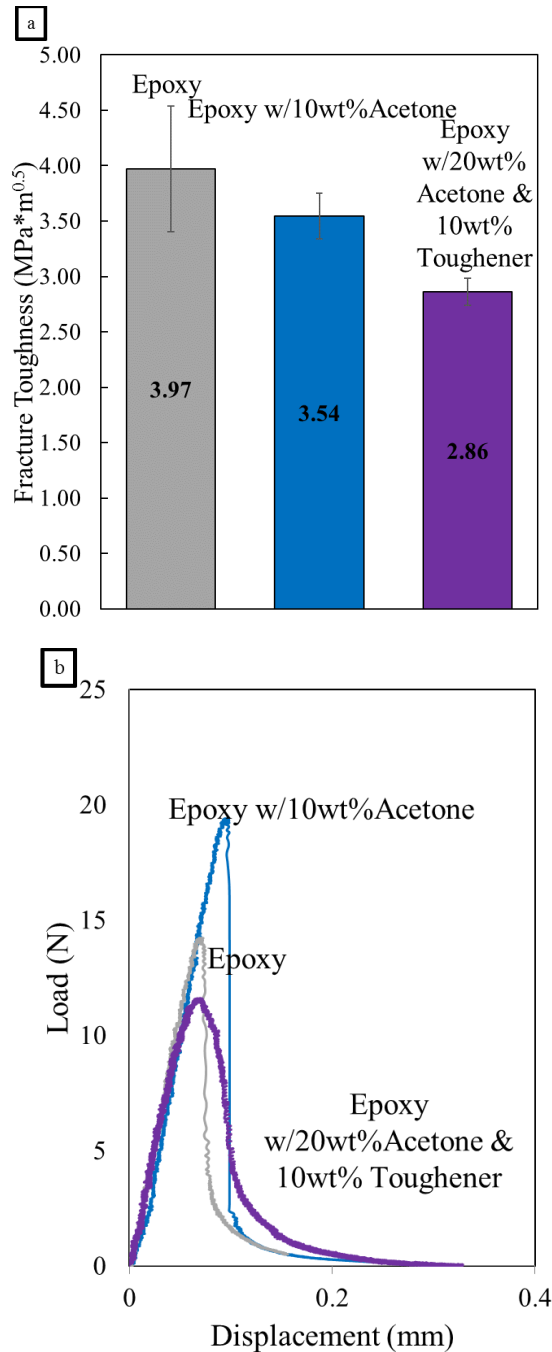 a
Fracture Toughness (MPa*m^0.5)
5.00
4.50
4.00
3.50
3.00
2.50
2.00
1.50
1.00
0.50
0.00
Epoxy
Epoxy w/10wt%Acetone
Epoxy
w/20wt%
Acetone &
10wt%
Toughener
3.97
3.54
2.86
b
Load (N)
25
20
15
10
5
0
Epoxy w/10wt%Acetone
Epoxy
Epoxy
w/20wt%Acetone &
10wt% Toughener
0
0.2
0.4
Displacement (mm)